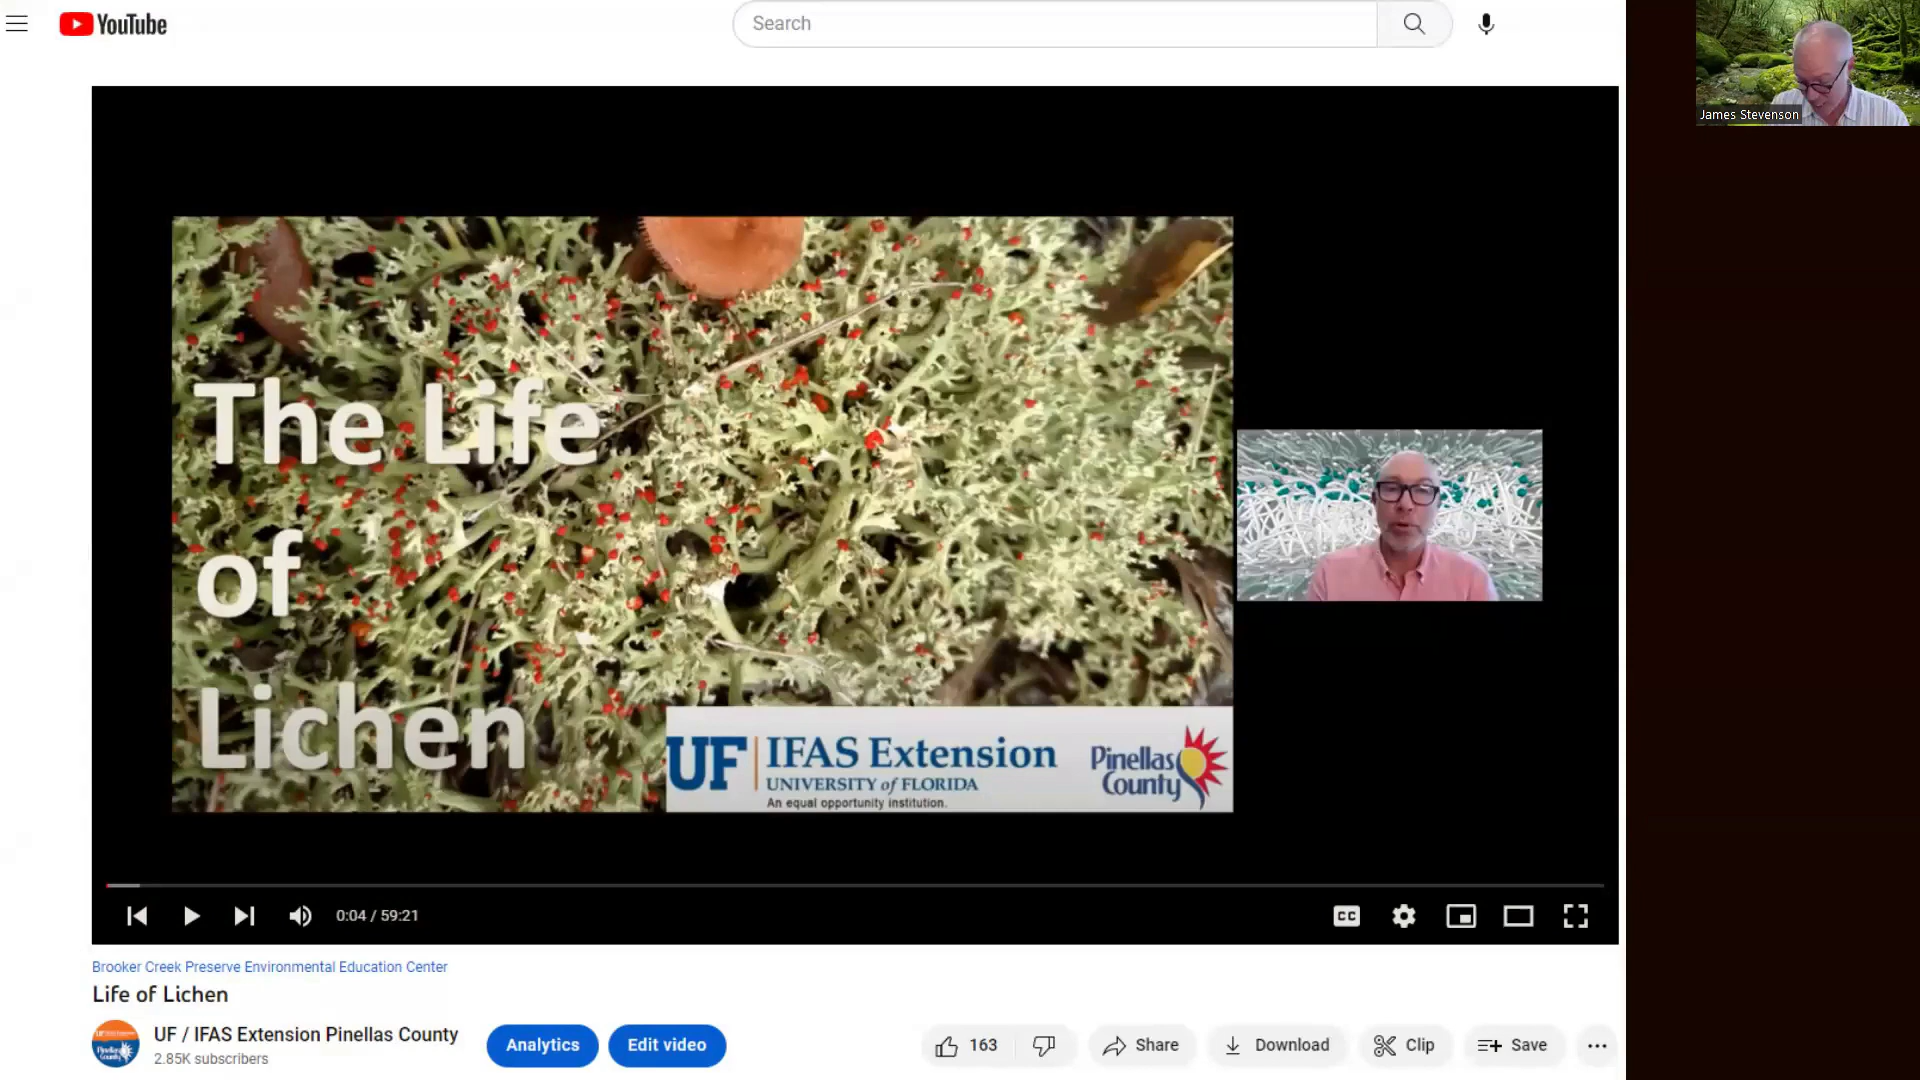 YouTube
Search
James Stevenson
The Life
of
Lichen
UF IFAS Extension
UNIVERSITY of FLORIDA
An equal opportunity institution.
Pinellas
County
0:04 / 59:21
CC
Brooker Creek Preserve Environmental Education Center
Life of Lichen
UF / IFAS Extension Pinellas County
2.85K subscribers
Analytics
Edit video
163
Share
Download
Clip
Save